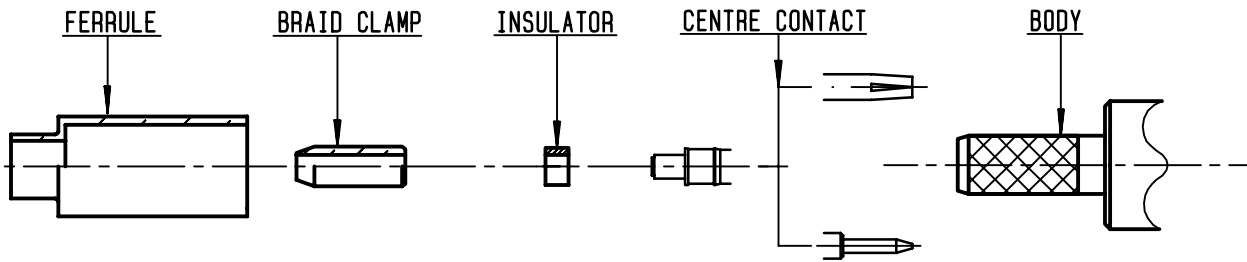 FERRULE
BRAID CLAMP
INSULATOR
CENTRE CONTACT
BODY